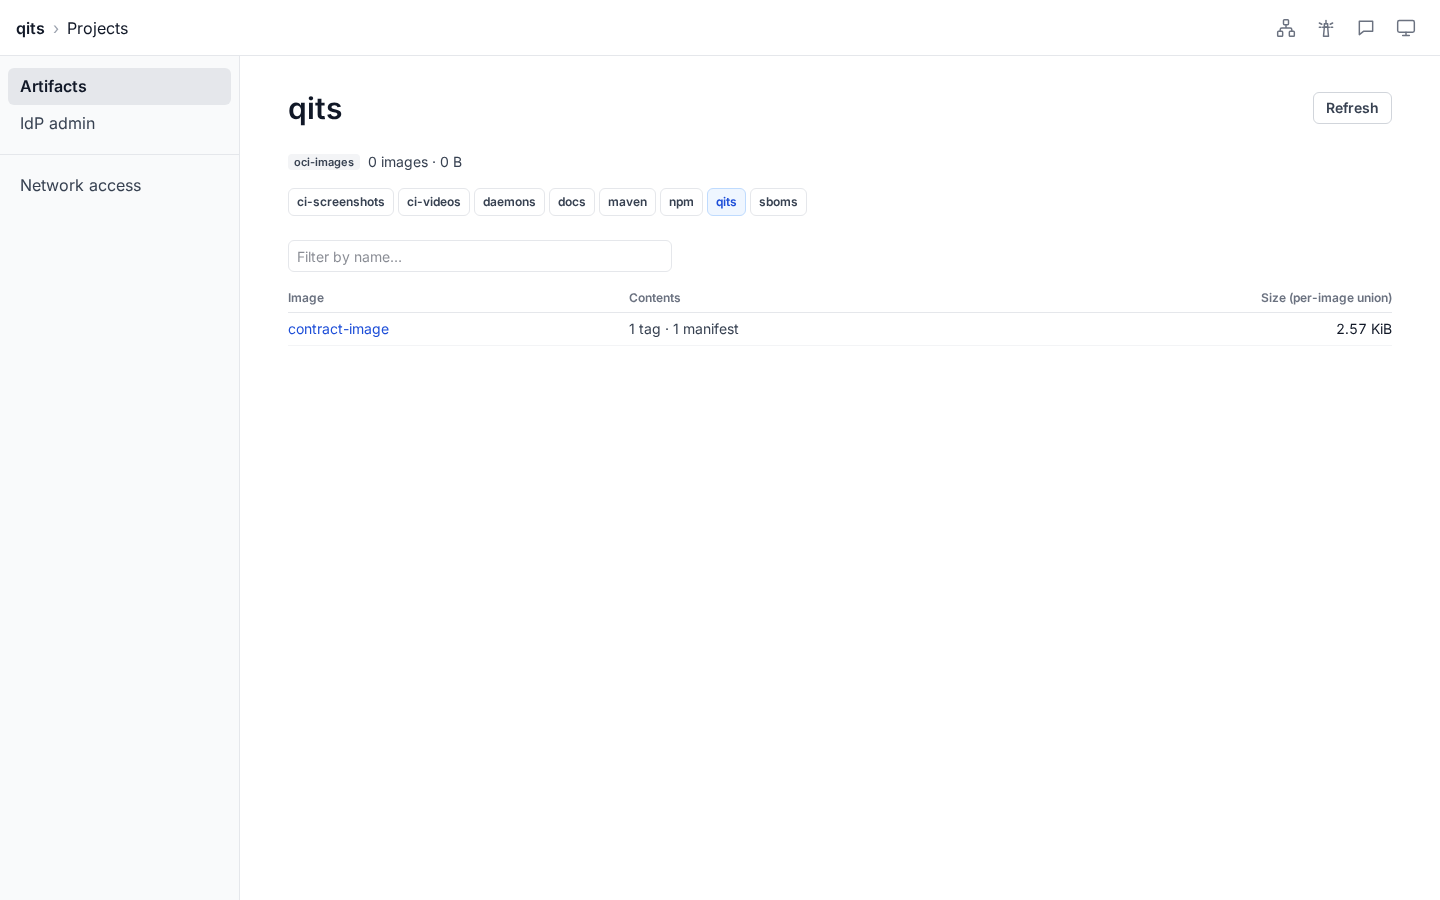 qits › Projects
Artifacts
IdP admin
Network access
qits
Refresh
oci-images 0 images · 0 B
ci-screenshots ci-videos daemons docs maven npm qits sboms
Filter by name...
Image Contents Size (per-image union)
contract-image 1 tag · 1 manifest 2.57 KiB